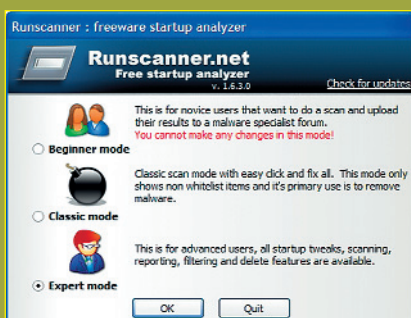 Runscanner : freeware startup analyzer
Runscanner.net
Free startup analyzer
v. 1.6.3.0
Check for updates
This is for novice users that want to do a scan and upload
their results to a malware specialist forum.
You cannot make any changes in this mode!
Beginner mode
Classic scan mode with easy click and fix all. This mode only
shows non whitelist items and it's primary use is to remove
malware.
Classic mode
This is for advanced users, all startup tweaks, scanning,
reporting, filtering and delete features are available.
Expert mode
OK
Quit